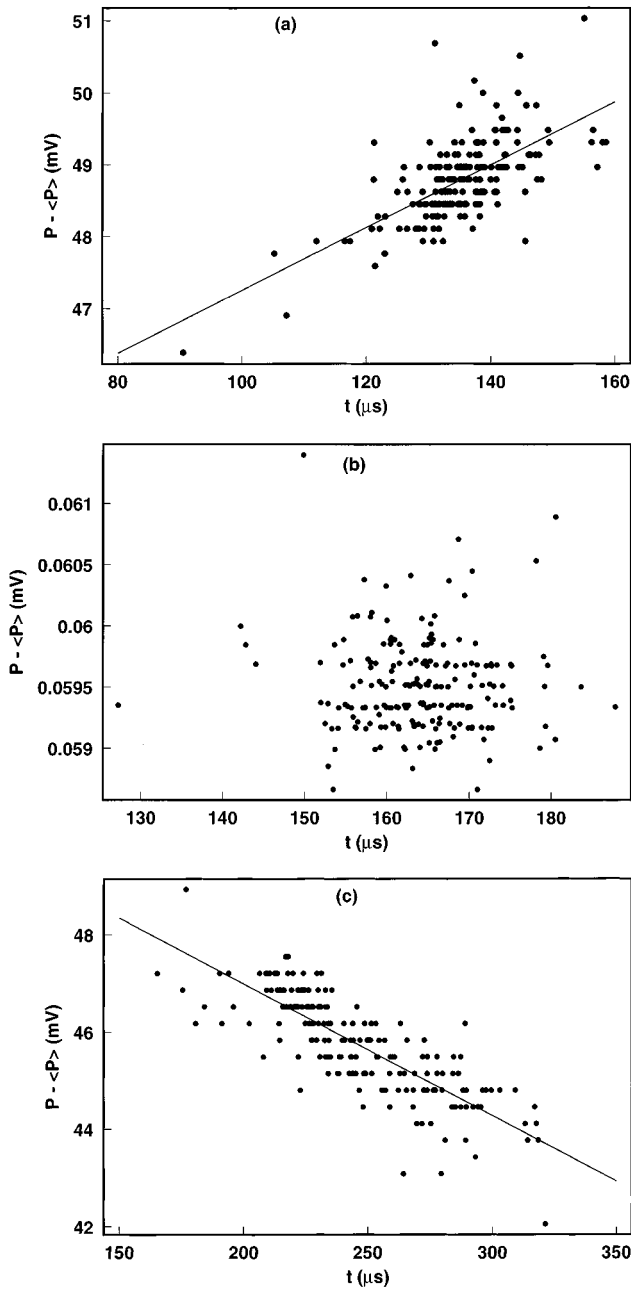 (a)
51
50
49
48
47
P - <P> (mV)
80 100 120 140 160
t (μs)
(b)
0.061
0.0605
0.06
0.0595
0.059
P - <P> (mV)
130 140 150 160 170 180
t (μs)
(c)
48
46
44
42
P - <P> (mV)
150 200 250 300 350
t (μs)